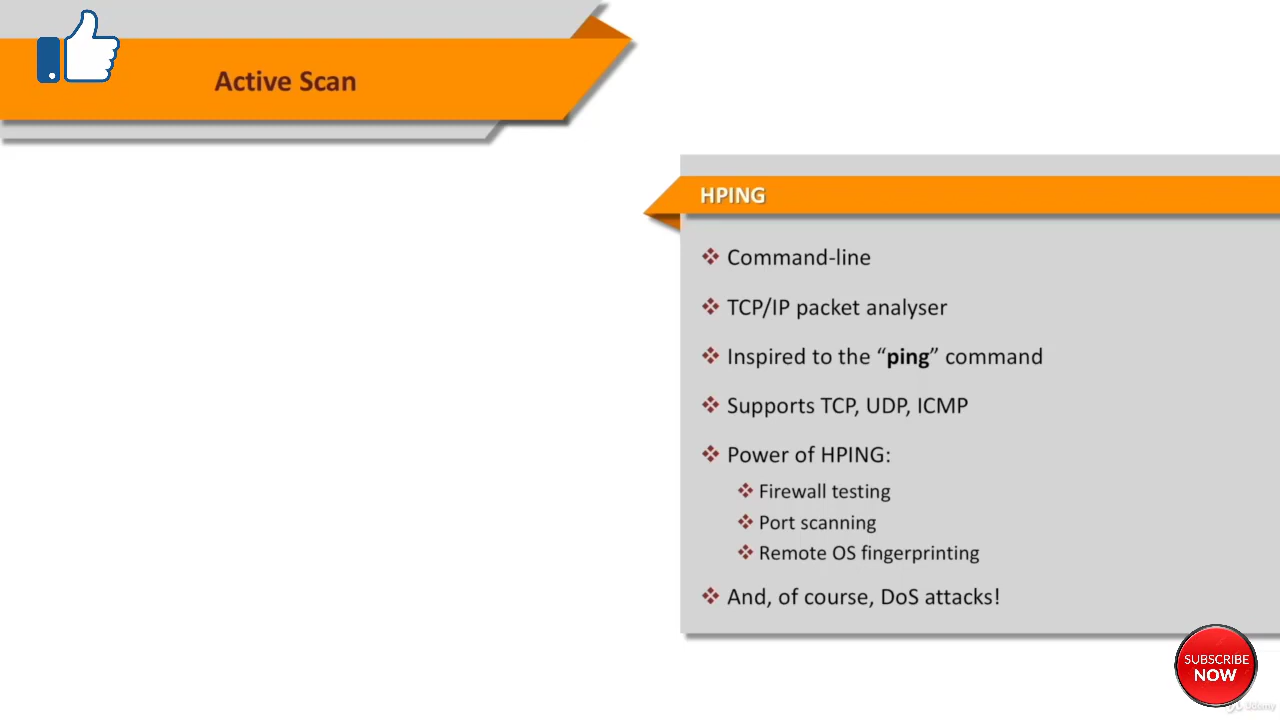 Active Scan
HPING
Command-line
TCP/IP packet analyser
Inspired to the “ping” command
Supports TCP, UDP, ICMP
Power of HPING:
Firewall testing
Port scanning
Remote OS fingerprinting
And, of course, DoS attacks!
SUBSCRIBE
NOW
Udemy